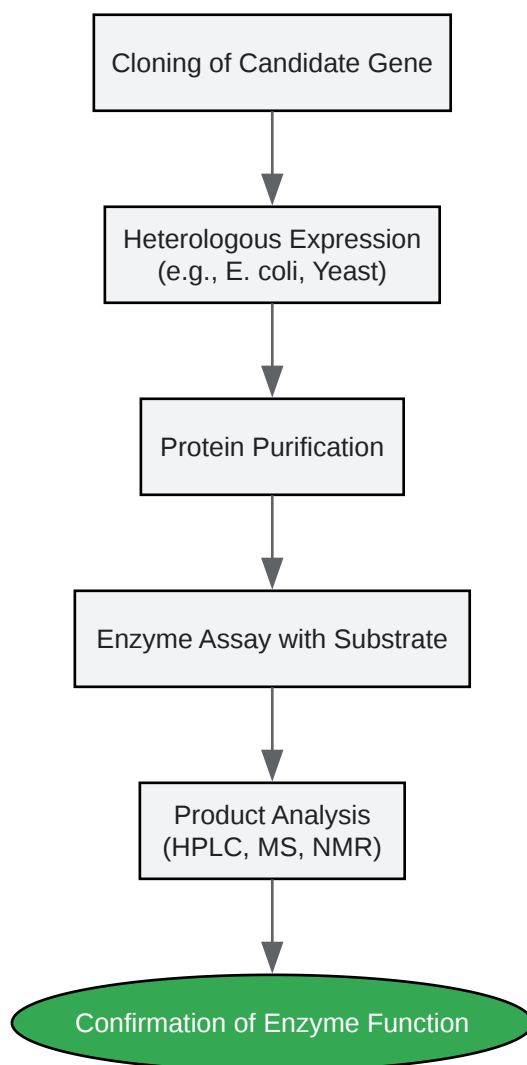 Cloning of Candidate Gene
Heterologous Expression
(e.g., E. coli, Yeast)
Protein Purification
Enzyme Assay with Substrate
Product Analysis
(HPLC, MS, NMR)
Confirmation of Enzyme Function